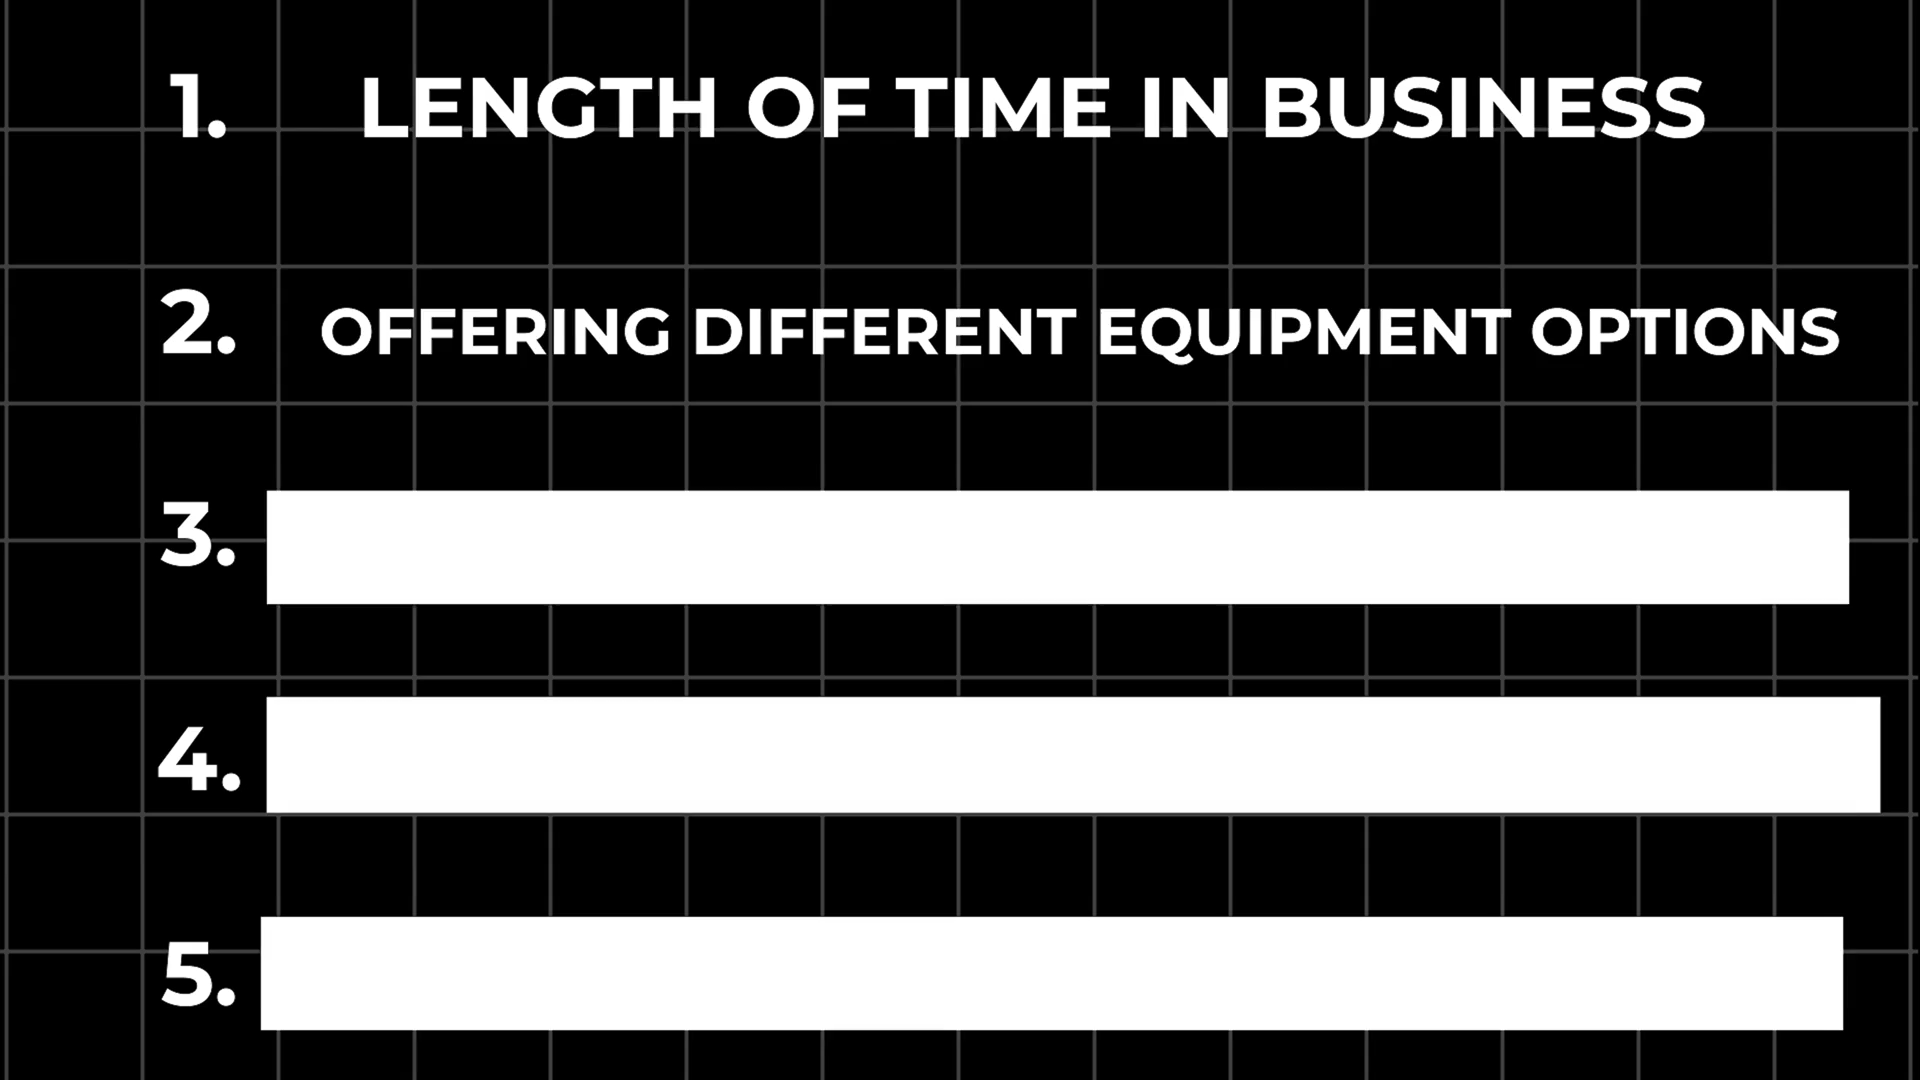 1. LENGTH OF TIME IN BUSINESS
2. OFFERING DIFFERENT EQUIPMENT OPTIONS
3.
4.
5.